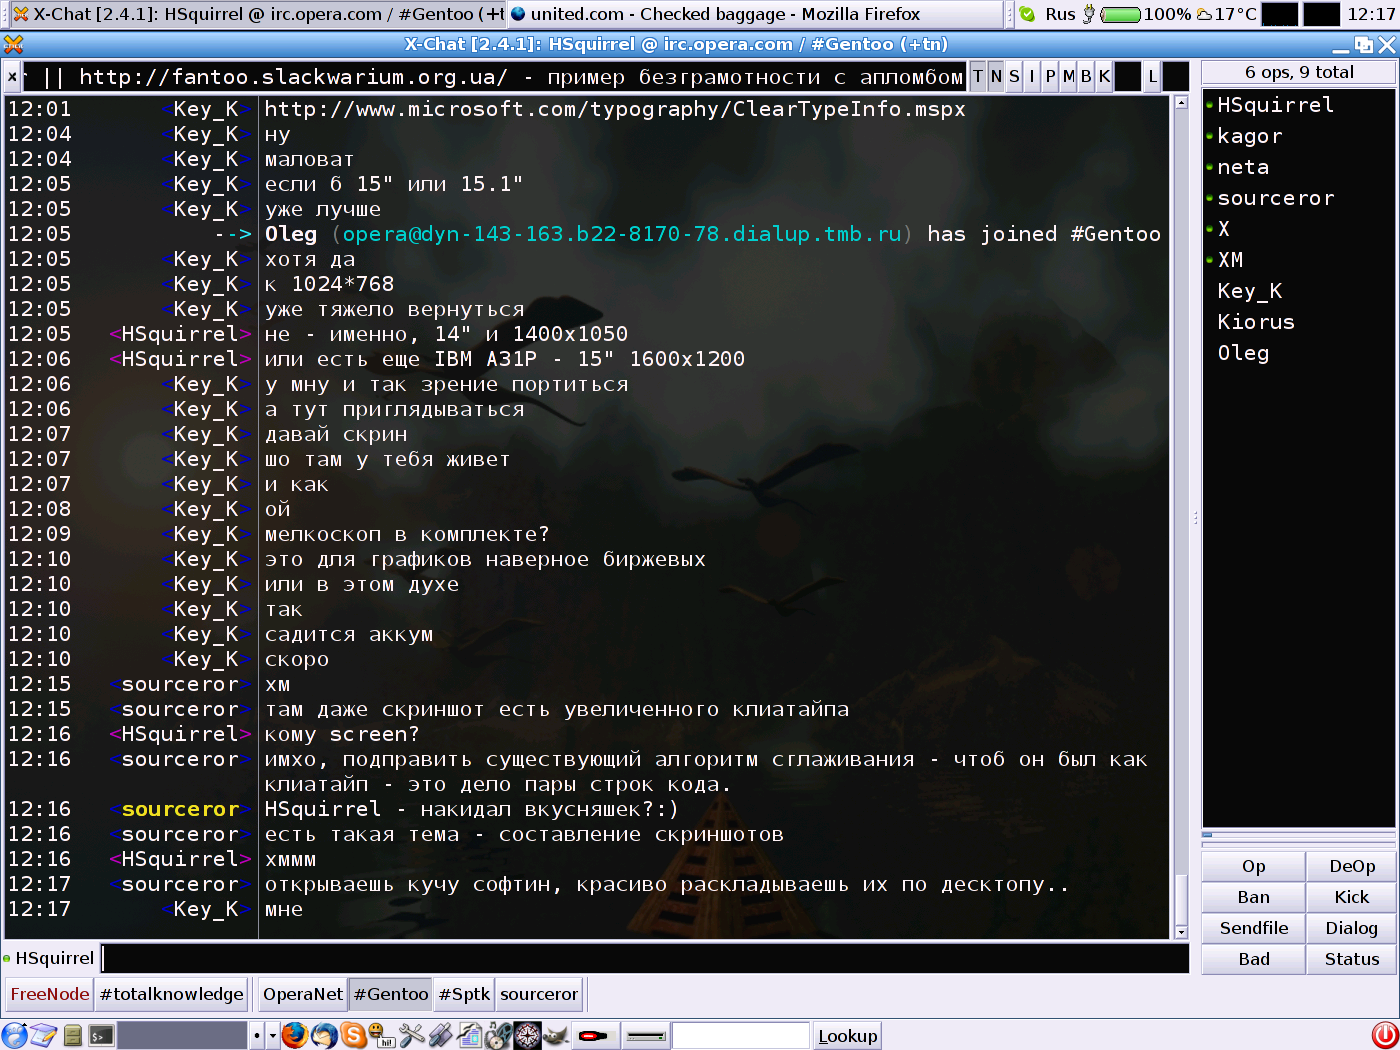 X-Chat [2.4.1]: HSquirrel @ irc.opera.com / #Gentoo (+t
united.com - Checked baggage - Mozilla Firefox
Rus
100%
17°C
12:17
X-Chat [2.4.1]: HSquirrel @ irc.opera.com / #Gentoo (+tn)
x
|| http://fantoo.slackwarium.org.ua/ - пример безграмотности с апломбом
T N S I P M B K L
6 ops, 9 total
12:01 <Key_K> http://www.microsoft.com/typography/ClearTypeInfo.mspx
12:04 <Key_K> ну
12:04 <Key_K> маловат
12:05 <Key_K> если б 15" или 15.1"
12:05 <Key_K> уже лучше
12:05 --> Oleg (opera@dyn-143-163.b22-8170-78.dialup.tmb.ru) has joined #Gentoo
12:05 <Key_K> хотя да
12:05 <Key_K> к 1024*768
12:05 <Key_K> уже тяжело вернуться
12:05 <HSquirrel> не - именно, 14" и 1400x1050
12:06 <HSquirrel> или есть еще IBM A31P - 15" 1600x1200
12:06 <Key_K> у мну и так зрение портиться
12:06 <Key_K> а тут приглядываться
12:07 <Key_K> давай скрин
12:07 <Key_K> шо там у тебя живет
12:07 <Key_K> и как
12:08 <Key_K> ой
12:09 <Key_K> мелкоскоп в комплекте?
12:10 <Key_K> это для графиков наверное биржевых
12:10 <Key_K> или в этом духе
12:10 <Key_K> так
12:10 <Key_K> садится аккум
12:10 <Key_K> скоро
12:15 <sourceror> хм
12:15 <sourceror> там даже скриншот есть увеличенного клиатайпа
12:16 <HSquirrel> кому screen?
12:16 <sourceror> имхо, подправить существующий алгоритм сглаживания - чтоб он был как
клиатайп - это дело пары строк кода.
12:16 <sourceror> HSquirrel - накидал вкусняшек?:)
12:16 <sourceror> есть такая тема - составление скриншотов
12:16 <HSquirrel> хммм
12:17 <sourceror> открываешь кучу софтин, красиво раскладываешь их по десктопу..
12:17 <Key_K> мне
HSquirrel
kagor
neta
sourceror
X
XM
Key_K
Kiorus
Oleg
Op DeOp
Ban Kick
Sendfile Dialog
Bad Status
HSquirrel
FreeNode #totalknowledge OperaNet #Gentoo #Sptk sourceror
hi!
Lookup